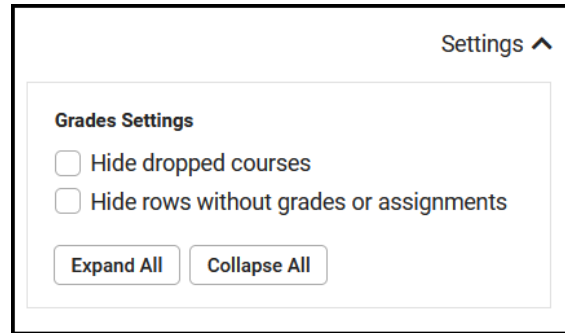 Settings
Grades Settings
Hide dropped courses
Hide rows without grades or assignments
Expand All Collapse All